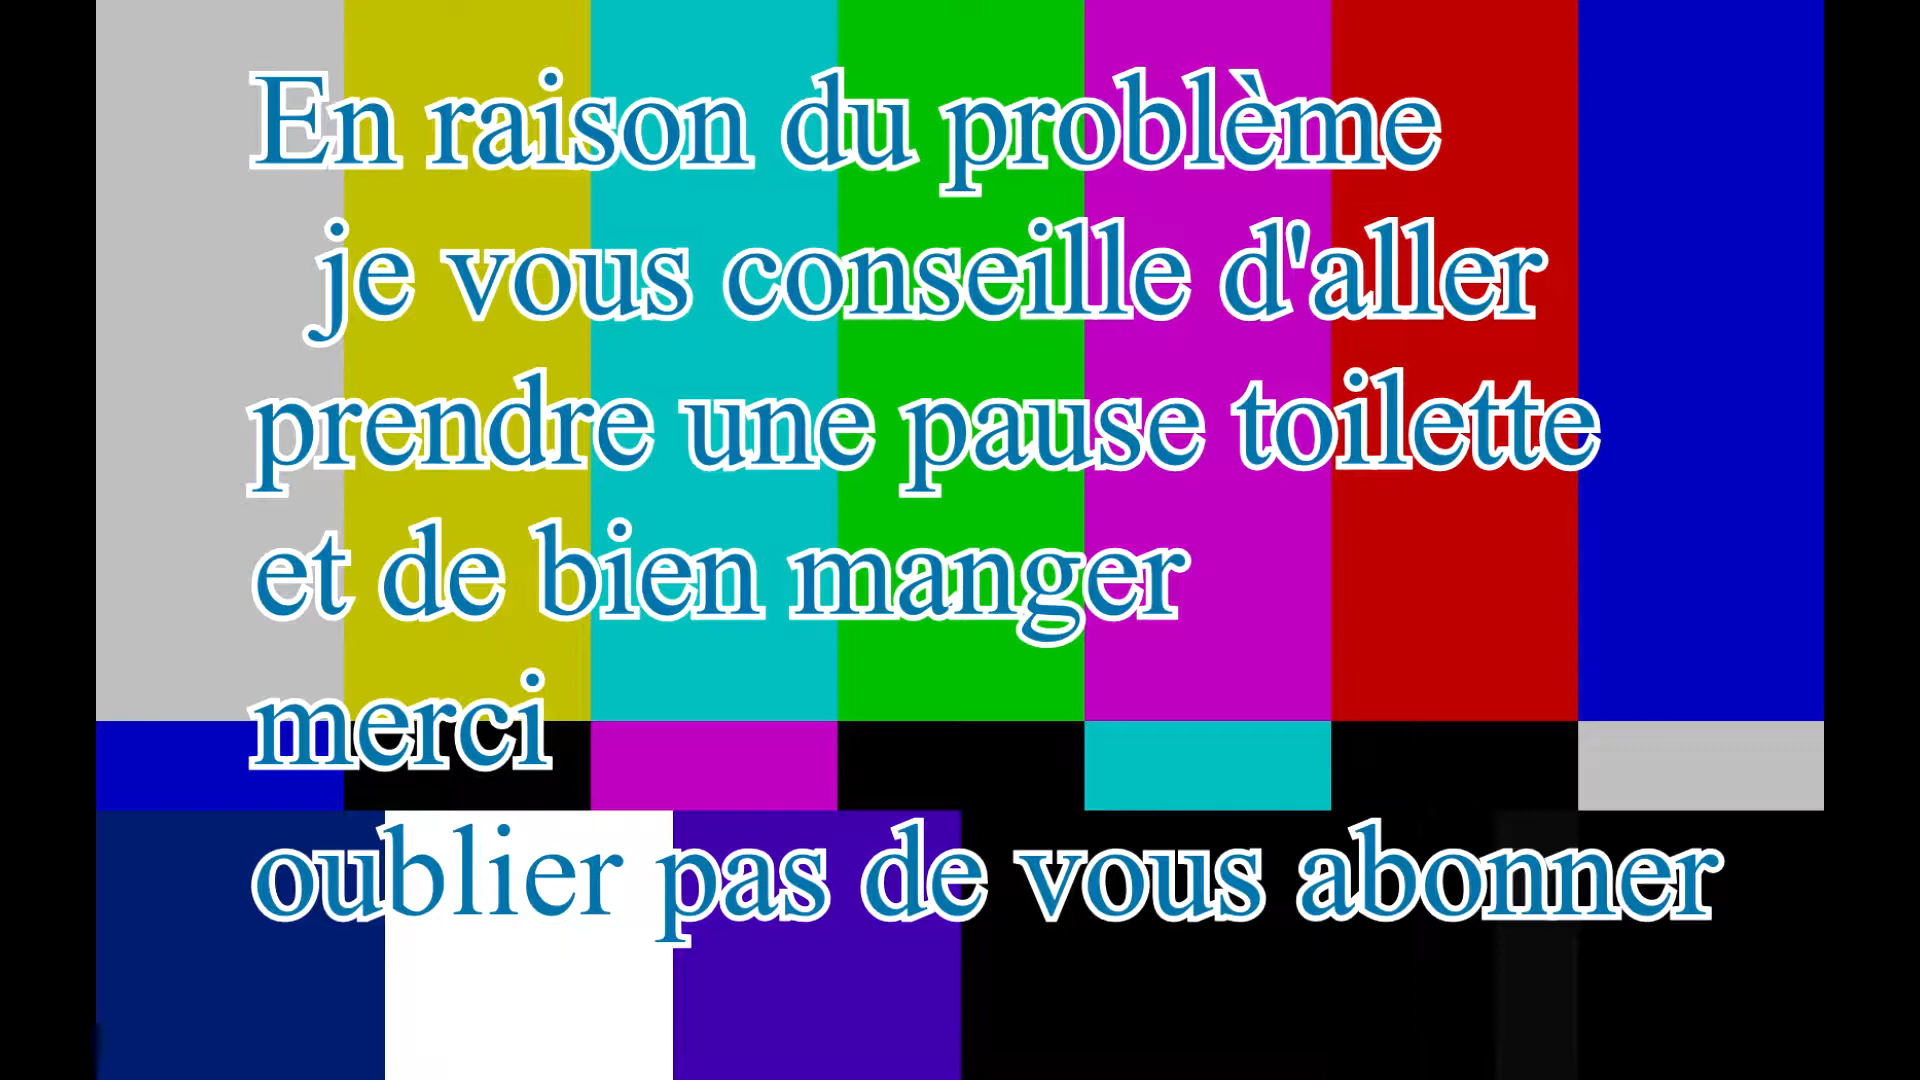 En raison du problème
je vous conseille d'aller
prendre une pause toilette
et de bien manger
merci
oublier pas de vous abonner